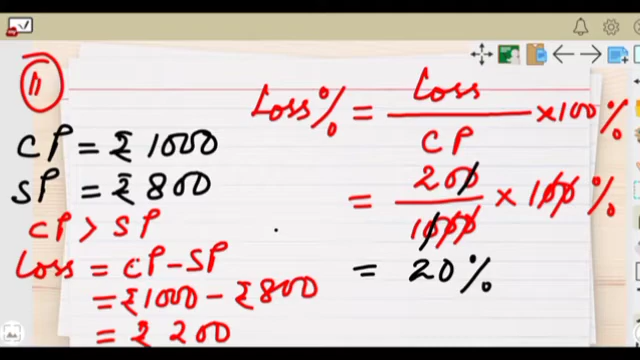 (ii)
CP = ₹ 1000
SP = ₹ 800
CP > SP
Loss = CP - SP
= ₹1000 - ₹800
= ₹ 200
Loss% = Loss / CP × 100%
= 200 / 1000 × 100 %
= 20%